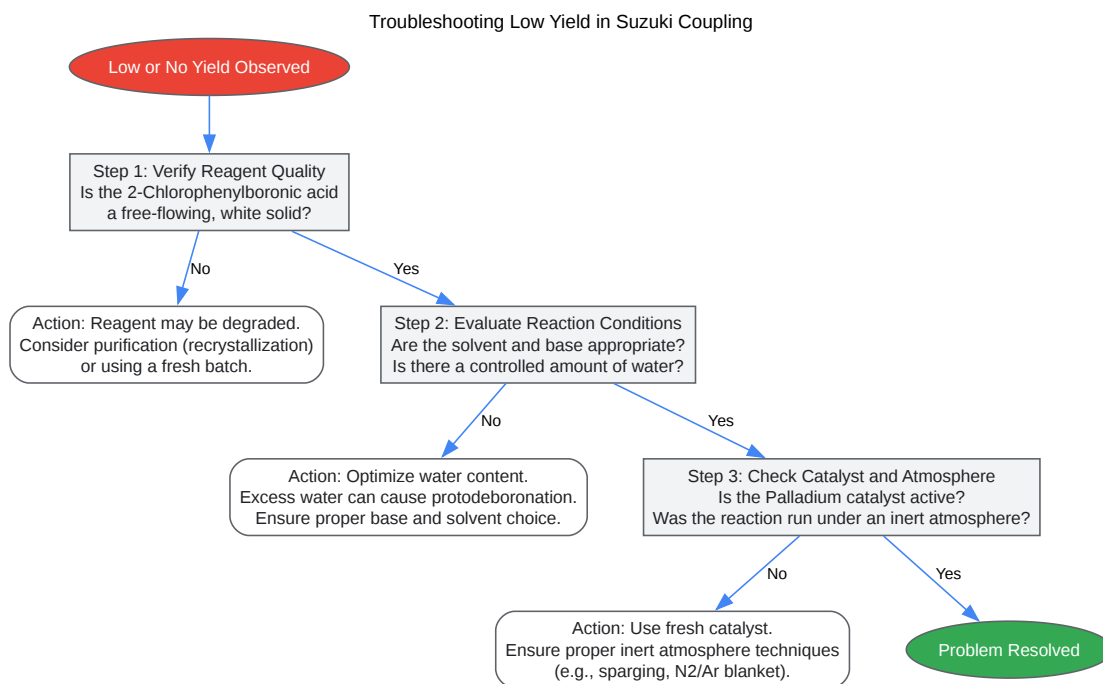 Troubleshooting Low Yield in Suzuki Coupling
Low or No Yield Observed
Step 1: Verify Reagent Quality
Is the 2-Chlorophenylboronic acid
a free-flowing, white solid?
No
Yes
Action: Reagent may be degraded.
Consider purification (recrystallization)
or using a fresh batch.
Step 2: Evaluate Reaction Conditions
Are the solvent and base appropriate?
Is there a controlled amount of water?
No
Yes
Action: Optimize water content.
Excess water can cause protodeboronation.
Ensure proper base and solvent choice.
Step 3: Check Catalyst and Atmosphere
Is the Palladium catalyst active?
Was the reaction run under an inert atmosphere?
No
Yes
Action: Use fresh catalyst.
Ensure proper inert atmosphere techniques
(e.g., sparging, N2/Ar blanket).
Problem Resolved